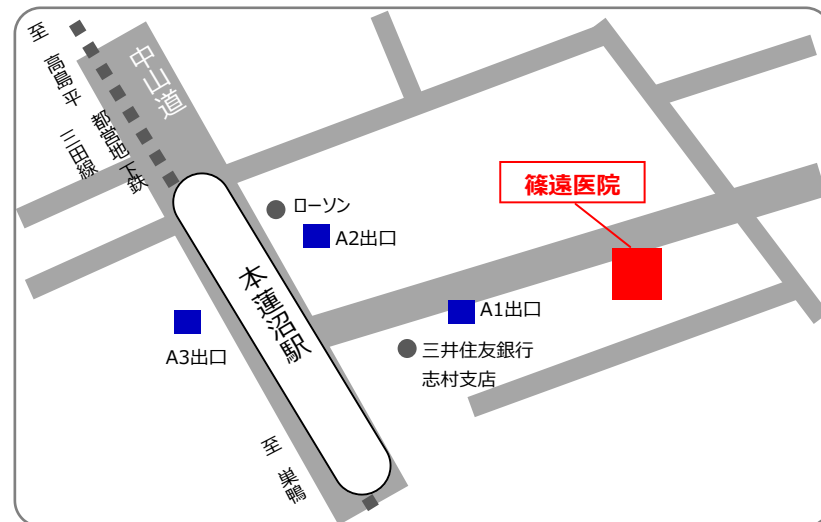 至 高島平
都営地下鉄
三田線
中山道
篠遠医院
ローソン
A2出口
本蓮沼駅
A1出口
A3出口
三井住友銀行
志村支店
至 巣鴨